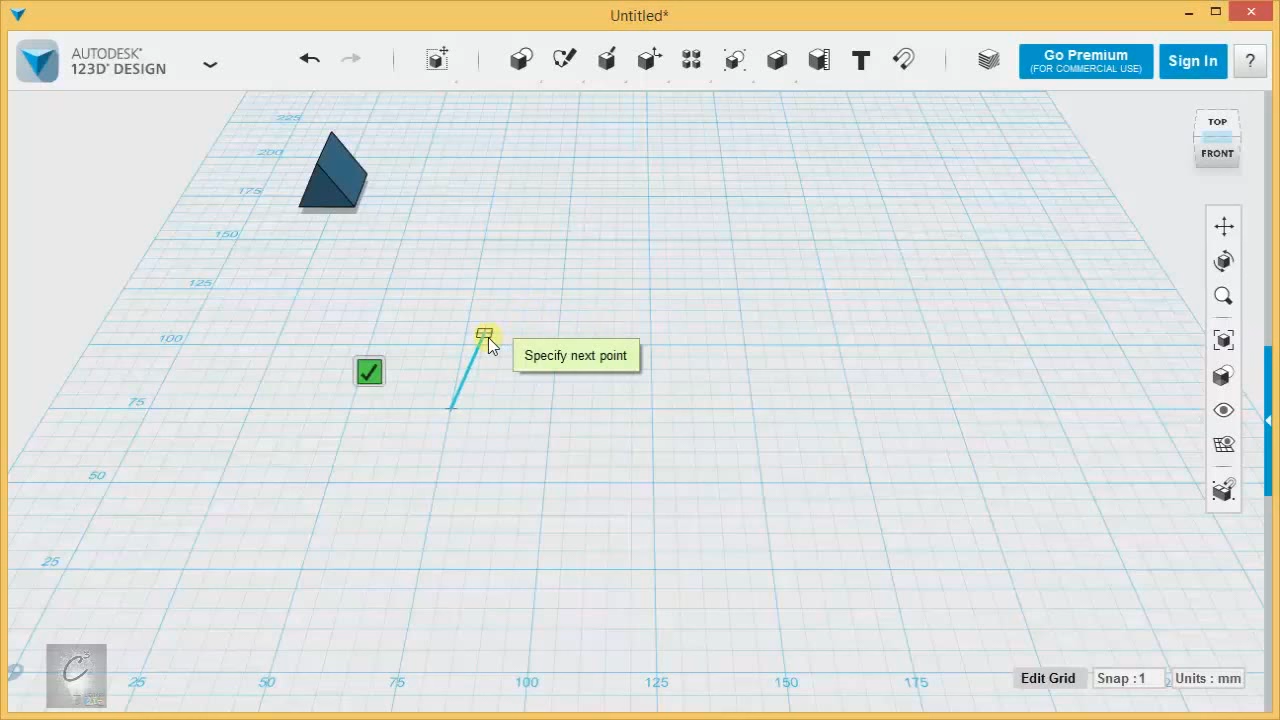 Untitled*
AUTODESK®
123D® DESIGN
Go Premium
(FOR COMMERCIAL USE)
Sign In
?
TOP
FRONT
225
200
175
150
125
100
75
50
25
Specify next point
25
50
75
100
125
150
175
Edit Grid
Snap : 1
Units : mm